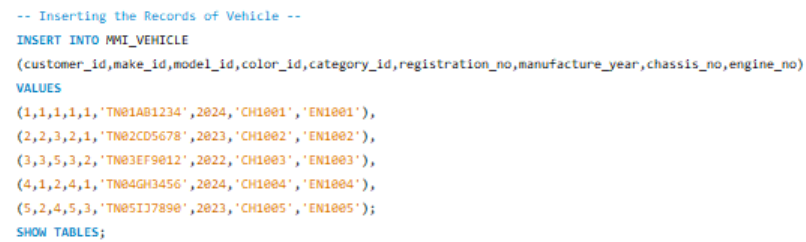 -- Inserting the Records of Vehicle --
INSERT INTO MMI_VEHICLE
(customer_id,make_id,model_id,color_id,category_id,registration_no,manufacture_year,chassis_no,engine_no)
VALUES
(1,1,1,1,1,'TN01AB1234',2024,'CH1001','EN1001'),
(2,2,3,2,1,'TN02CD5678',2023,'CH1002','EN1002'),
(3,3,5,3,2,'TN03EF9012',2022,'CH1003','EN1003'),
(4,1,2,4,1,'TN04GH3456',2024,'CH1004','EN1004'),
(5,2,4,5,3,'TN05IJ7890',2023,'CH1005','EN1005');
SHOW TABLES;